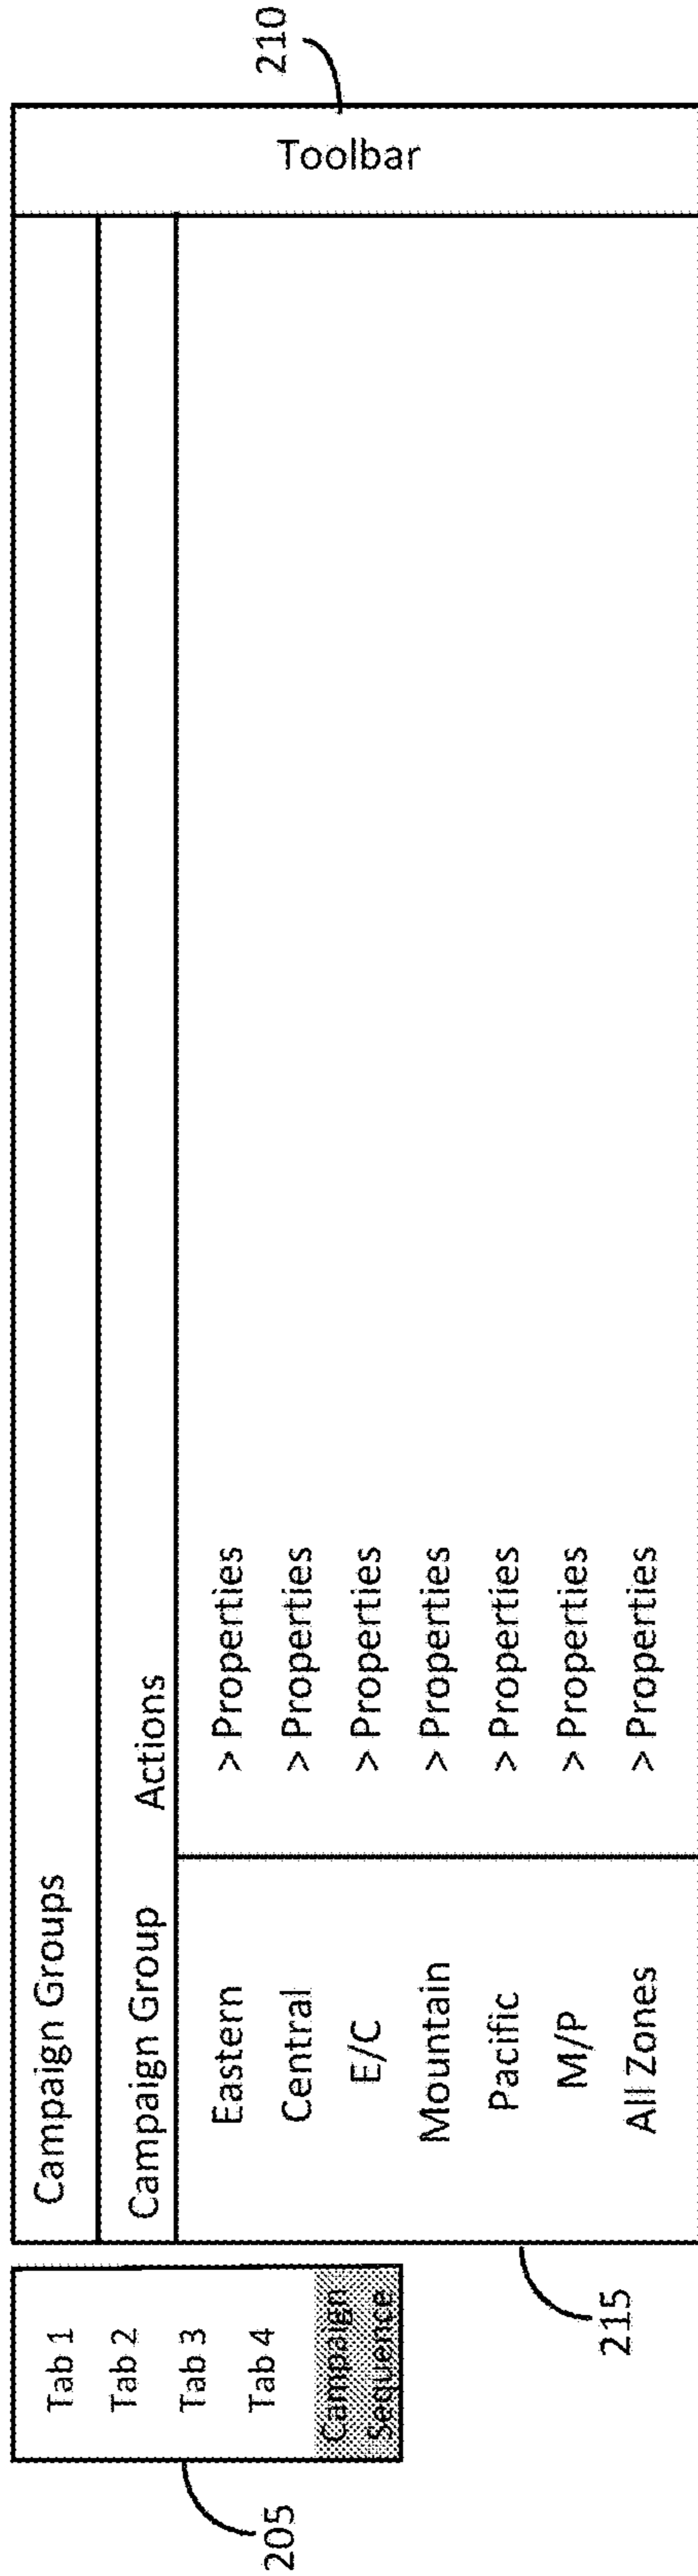 210
Campaign Groups
Toolbar
Campaign Group Actions
Eastern > Properties
Central > Properties
E/C > Properties
Mountain > Properties
Pacific > Properties
M/P > Properties
All Zones > Properties
Tab 1
Tab 2
Tab 3
Tab 4
Campaign
Sequence
205
215